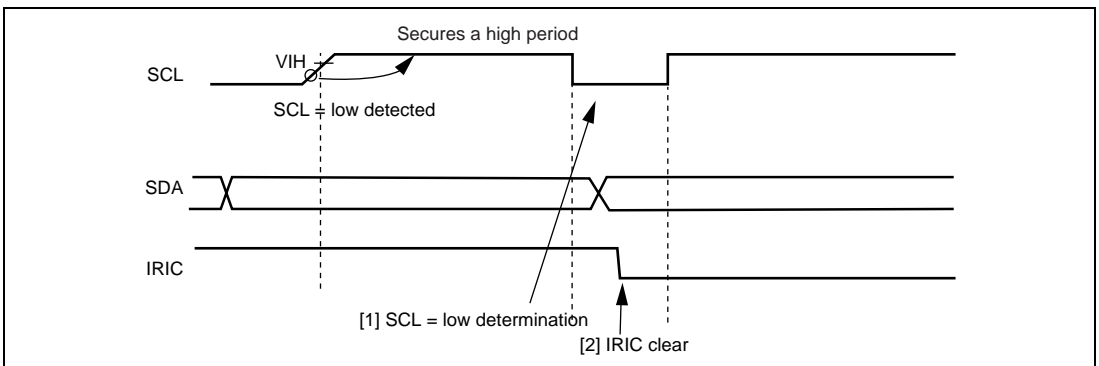 Secures a high period
VIH
SCL
SCL = low detected
SDA
IRIC
[1] SCL = low determination
[2] IRIC clear